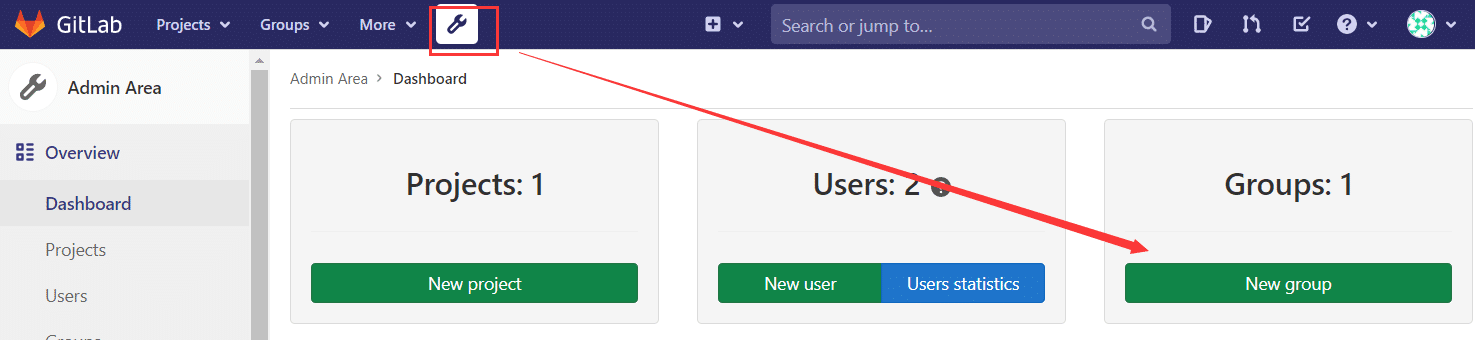 GitLab Projects Groups More Search or jump to...
Admin Area
Admin Area > Dashboard
Overview
Dashboard
Projects
Users
Groups
Projects: 1
New project
Users: 2
New user Users statistics
Groups: 1
New group